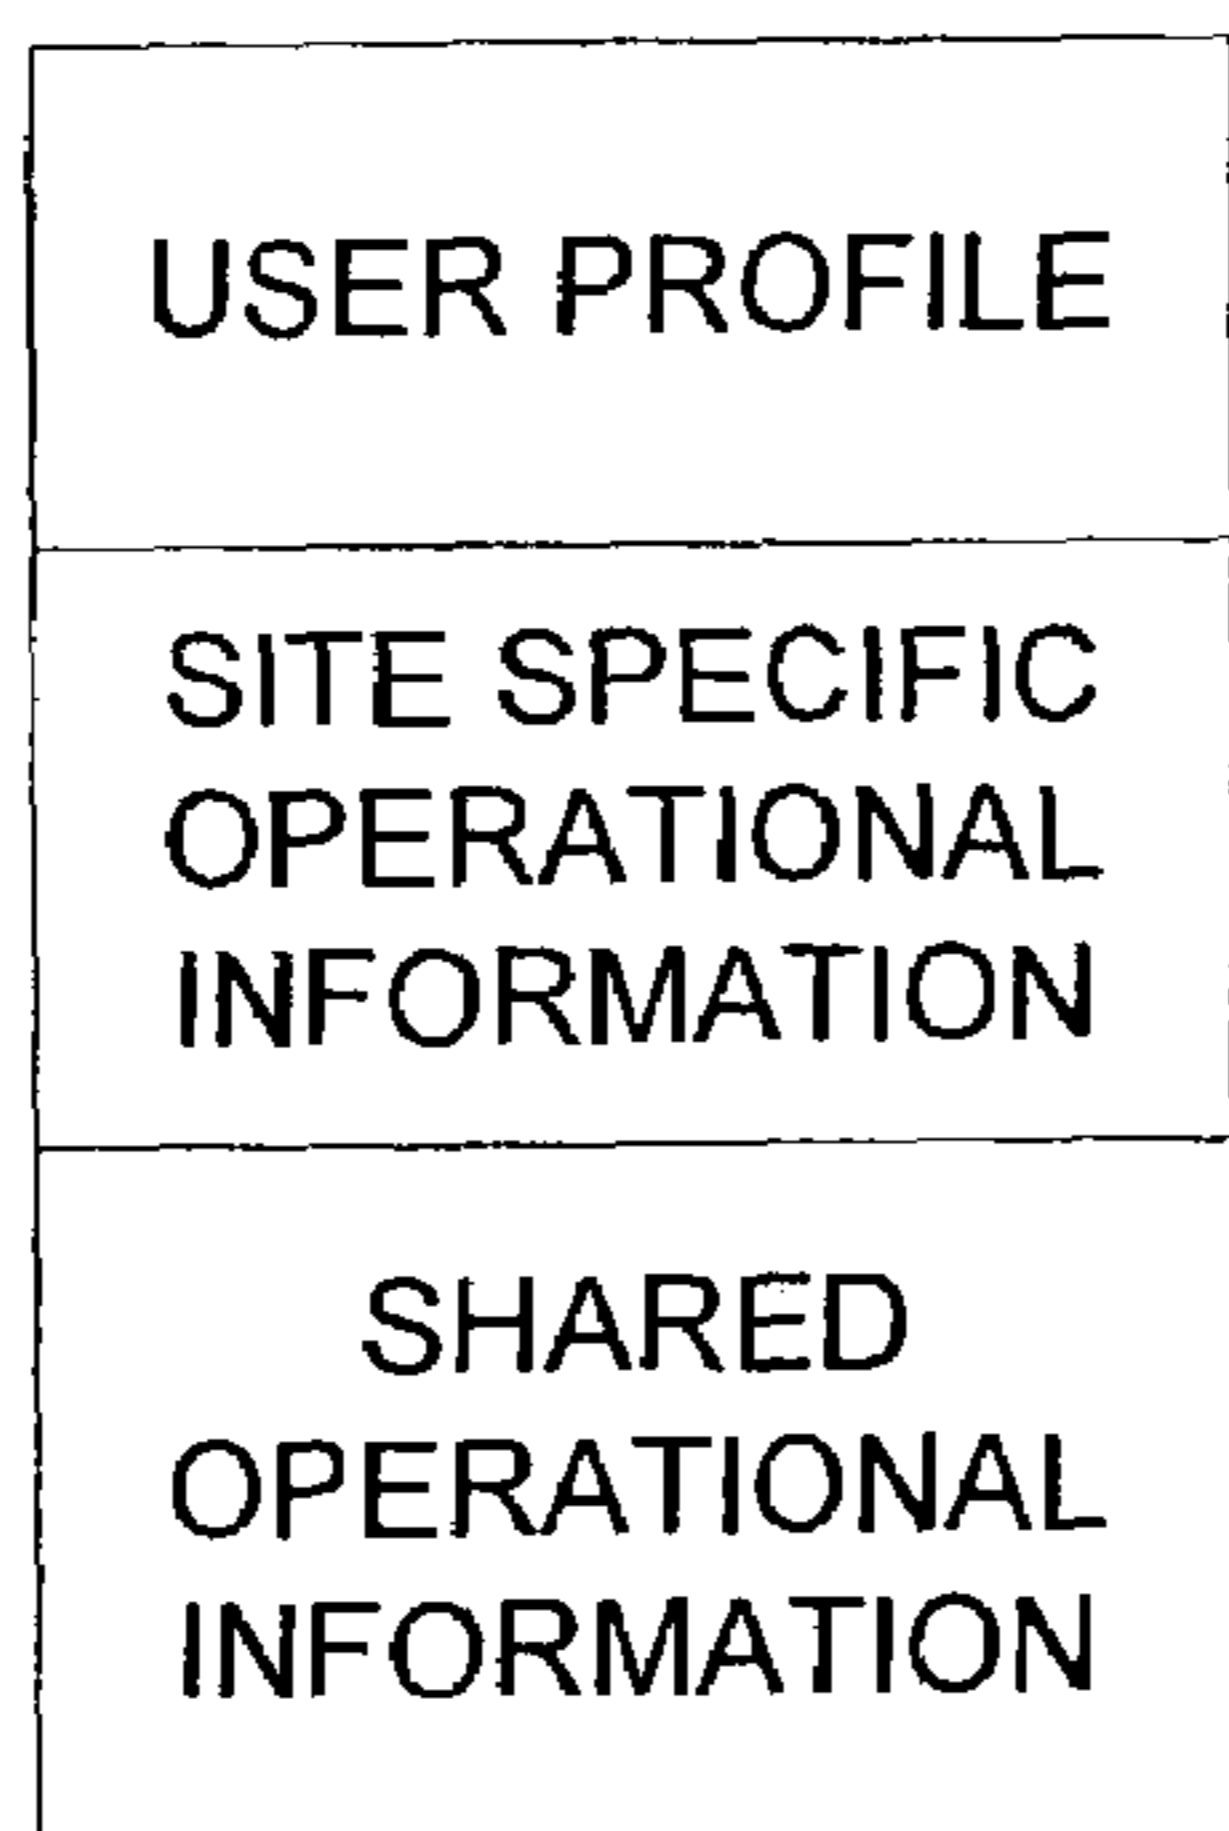 USER PROFILE
SITE SPECIFIC
OPERATIONAL
INFORMATION
SHARED
OPERATIONAL
INFORMATION